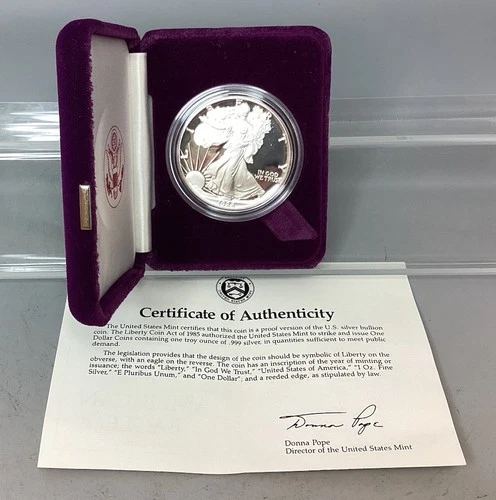 IN GOD
WE TRUST
Certificate of Authenticity
The United States Mint certifies that this coin is a proof version of the U.S. silver bullion
coin. The Liberty Coin Act of 1985 authorized the United States Mint to strike and issue One
Dollar Coins containing one troy ounce of .999 silver, in quantities sufficient to meet public
demand.
The legislation provides that the design of the coin should be symbolic of Liberty on the
obverse, with an eagle on the reverse. The coin has an inscription of the year of minting or
issuance; the words "Liberty," "In God We Trust," "United States of America," "1 Oz. Fine
Silver," "E Pluribus Unum," and "One Dollar"; and a reeded edge, as stipulated by law.
Donna Pope
Donna Pope
Director of the United States Mint